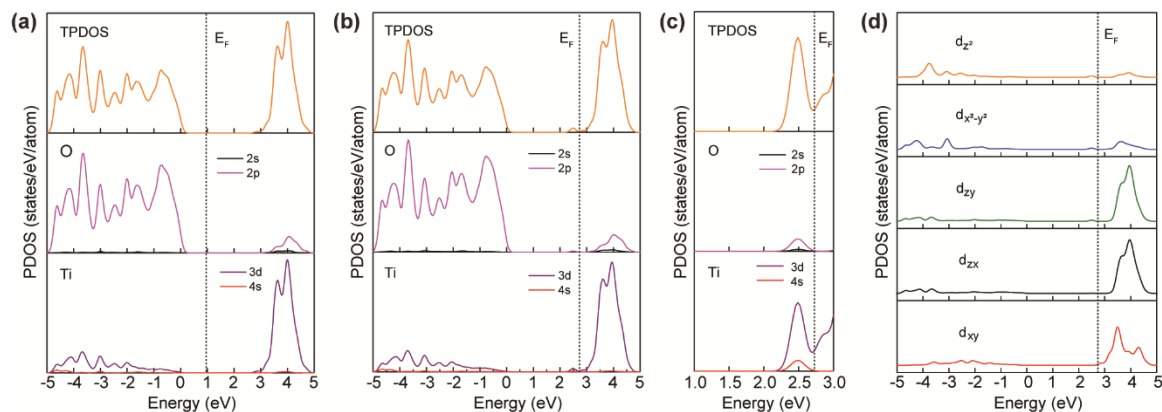 (a)
TPDOS
E_F
O
2s
2p
Ti
3d
4s
PDOS (states/eV/atom)
-5 -4 -3 -2 -1 0 1 2 3 4 5
Energy (eV)
(b)
TPDOS
E_F
O
2s
2p
Ti
3d
4s
PDOS (states/eV/atom)
-5 -4 -3 -2 -1 0 1 2 3 4 5
Energy (eV)
(c)
TPDOS
E_F
O
2s
2p
Ti
3d
4s
PDOS (states/eV/atom)
1.0 1.5 2.0 2.5 3.0
Energy (eV)
(d)
d_z²
E_F
d_x²-y²
d_zy
d_zx
d_xy
PDOS (states/eV/atom)
-5 -4 -3 -2 -1 0 1 2 3 4 5
Energy (eV)